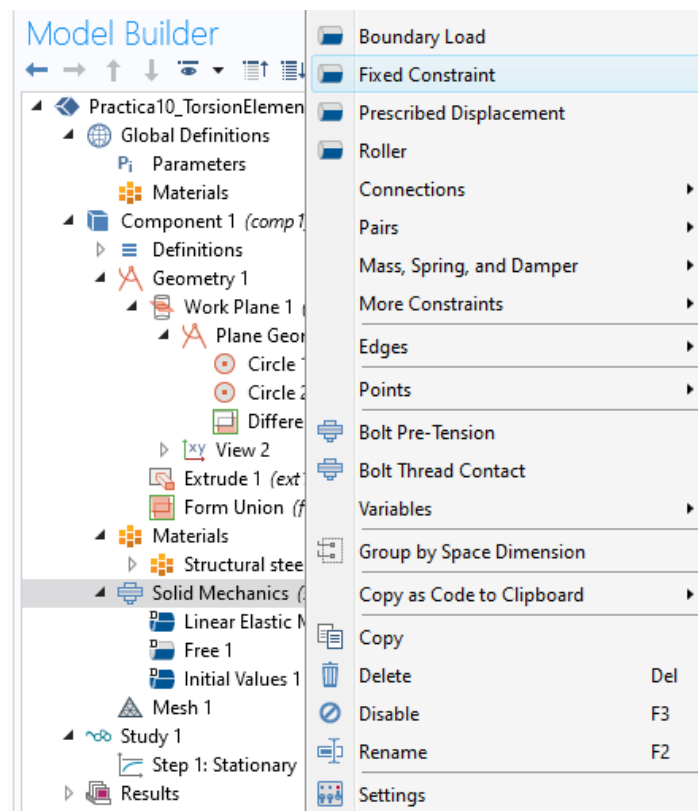 Model Builder
Practica10_TorsionElemen
Global Definitions
Pi Parameters
Materials
Component 1 (comp1
Definitions
Geometry 1
Work Plane 1 (
Plane Geor
Circle
Circle 2
Differe
xy View 2
Extrude 1 (ext
Form Union (f
Materials
Structural stee
Solid Mechanics (
Linear Elastic M
Free 1
Initial Values 1
Mesh 1
Study 1
Step 1: Stationary
Results
Boundary Load
Fixed Constraint
Prescribed Displacement
Roller
Connections
Pairs
Mass, Spring, and Damper
More Constraints
Edges
Points
Bolt Pre-Tension
Bolt Thread Contact
Variables
Group by Space Dimension
Copy as Code to Clipboard
Copy
Delete Del
Disable F3
Rename F2
Settings